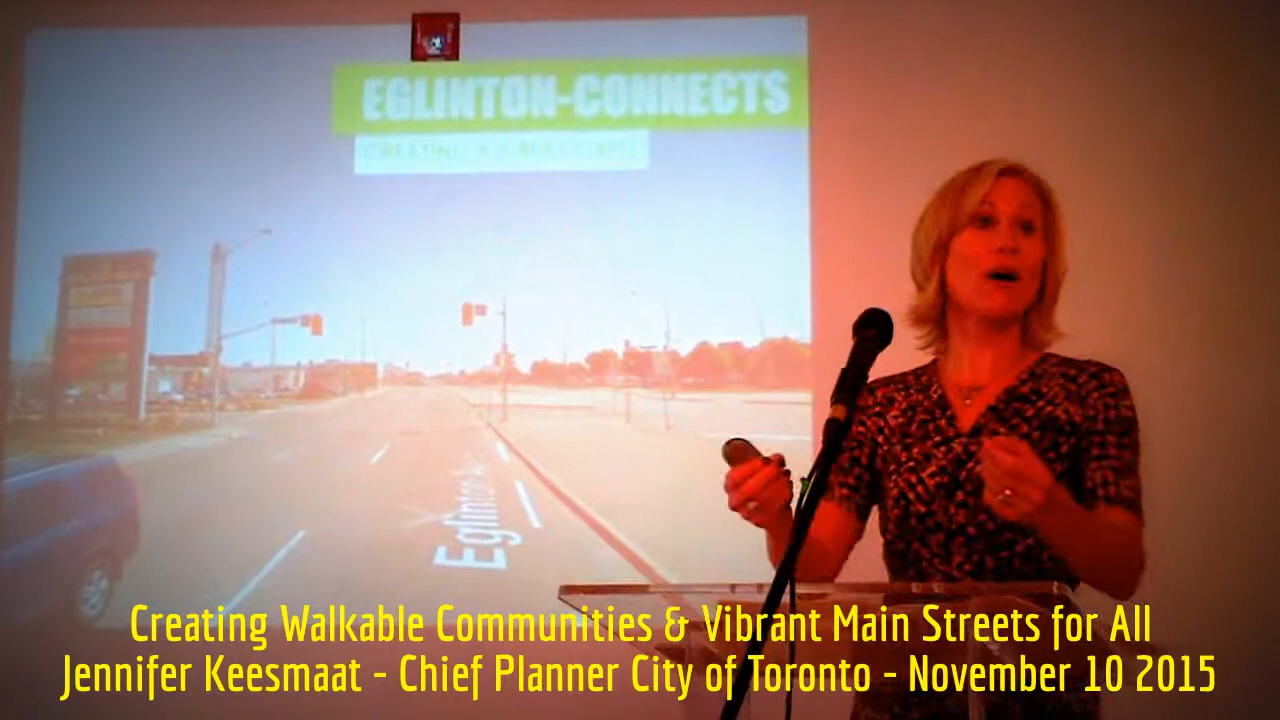 EGLINTON-CONNECTS
Eglinton
Creating Walkable Communities & Vibrant Main Streets for All
Jennifer Keesmaat - Chief Planner City of Toronto - November 10 2015